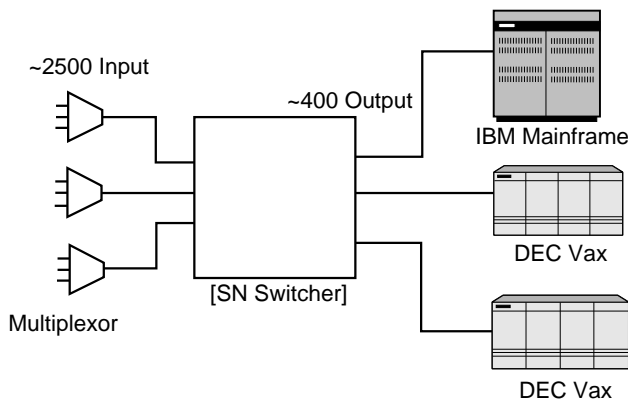 ~2500 Input
~400 Output
IBM Mainframe
DEC Vax
[SN Switcher]
Multiplexor
DEC Vax